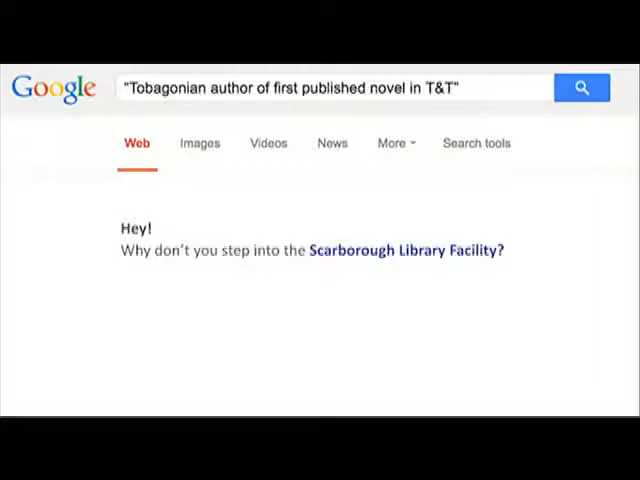 Google "Tobagonian author of first published novel in T&T"
Web Images Videos News More Search tools
Hey!
Why don't you step into the Scarborough Library Facility?